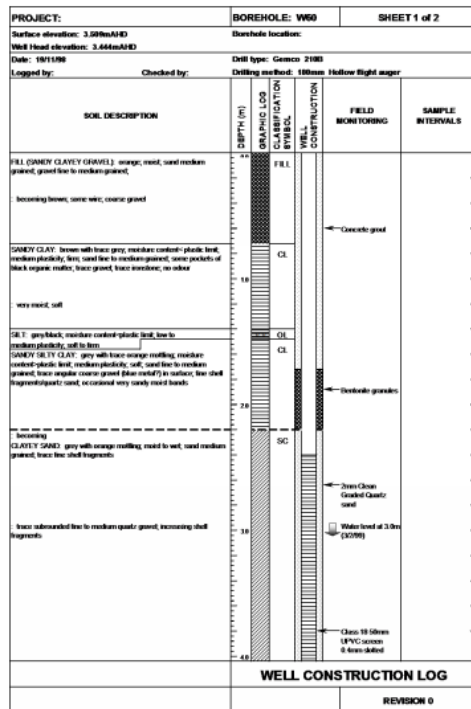 PROJECT:
BOREHOLE: W60
SHEET 1 of 2
Surface elevation: 3.509mAHD
Well Head elevation: 3.444mAHD
Borehole location:
Date: 19/11/98
Drill type: Gemco 210B
Logged by:
Checked by:
Drilling method: 100mm Hollow flight auger
SOIL DESCRIPTION
DEPTH (m)
GRAPHIC LOG
CLASSIFICATION SYMBOL
WELL CONSTRUCTION
FIELD MONITORING
SAMPLE INTERVALS
0.0
FILL (SANDY CLAYEY GRAVEL): orange; moist; sand medium
grained; gravel fine to medium grained;
FILL
: becoming brown; some wire; coarse gravel
Concrete grout
SANDY CLAY: brown with trace grey, moisture content< plastic limit,
medium plasticity; firm; sand fine to medium grained; some pockets of
black organic matter, trace gravel; trace ironstone; no odour
CL
1.0
: very moist; soft
SILT: grey/black; moisture content>plastic limit; low to
medium plasticity; soft to firm
OL
SANDY SILTY CLAY: grey with trace orange mottling; moisture
content>plastic limit; medium plasticity; soft; sand fine to medium
grained; trace angular coarse gravel (blue metal?) in surface; fine shell
fragments/quartz sand; occasional very sandy moist bands
CL
Bentonite granules
2.0
: becoming
CLAYEY SAND: grey with orange mottling, moist to wet; sand medium
grained; trace fine shell fragments
SC
2mm Clean
Graded Quartz
sand
: trace subrounded fine to medium quartz gravel; increasing shell
fragments
3.0
Water level at 3.0m
(3/2/99)
Class 18 50mm
UPVC screen
0.4mm slotted
4.0
WELL CONSTRUCTION LOG
REVISION 0